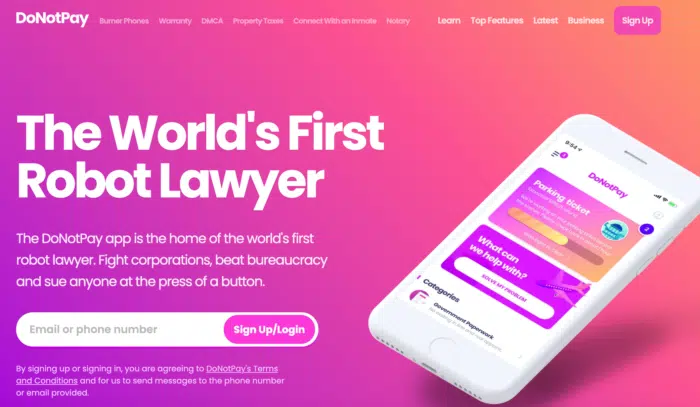 DoNotPay
Burner Phones Warranty DMCA Property Taxes Connect With an Inmate Notary
Learn Top Features Latest Business Sign Up
The World's First
Robot Lawyer
The DoNotPay app is the home of the world's first
robot lawyer. Fight corporations, beat bureaucracy
and sue anyone at the press of a button.
Email or phone number
Sign Up/Login
By signing up or signing in, you are agreeing to DoNotPay's Terms
and Conditions and for us to send messages to the phone number
or email provided.
9:54
DoNotPay
Parking ticket
2
What can
we help with?
SOLVE MY PROBLEM
Categories
Government Paperwork